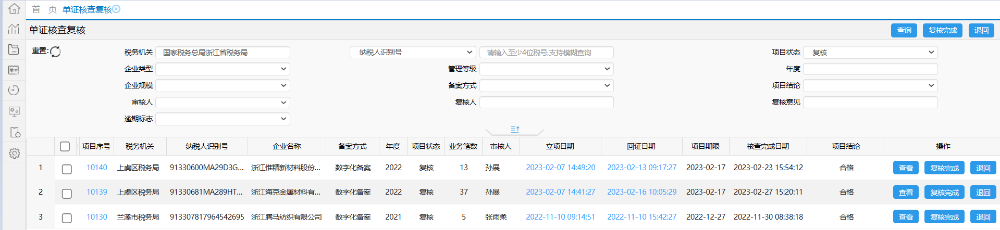 首 页 单证核查复核
单证核查复核 查询 复核完成 退回
重置: 税务机关 国家税务总局浙江省税务局 纳税人识别号 请输入至少4位税号,支持模糊查询 项目状态 复核
企业类型 管理等级 年度
企业规模 备案方式 项目结论
审核人 复核人 复核意见
逾期标志
项目序号 税务机关 纳税人识别号 企业名称 备案方式 年度 项目状态 业务笔数 审核人 立项日期 回证日期 项目期限 核查完成日期 项目结论 操作
1 10140 上虞区税务局 91330600MA29D3G... 浙江惟精新材料股份... 数字化备案 2022 复核 13 孙展 2023-02-07 14:49:20 2023-02-13 09:17:27 2023-02-17 2023-02-23 15:54:12 合格 查看 复核完成 退回
2 10139 上虞区税务局 91330681MA289HT... 浙江海克金属材料有... 数字化备案 2022 复核 37 孙展 2023-02-07 14:41:27 2023-02-16 10:05:29 2023-02-17 2023-02-27 15:20:11 合格 查看 复核完成 退回
3 10130 兰溪市税务局 913307817964542695 浙江腾马纺织有限公司 数字化备案 2021 复核 5 张雨柔 2022-11-10 09:14:51 2022-11-10 15:42:27 2022-12-27 2022-11-30 08:38:18 合格 查看 复核完成 退回